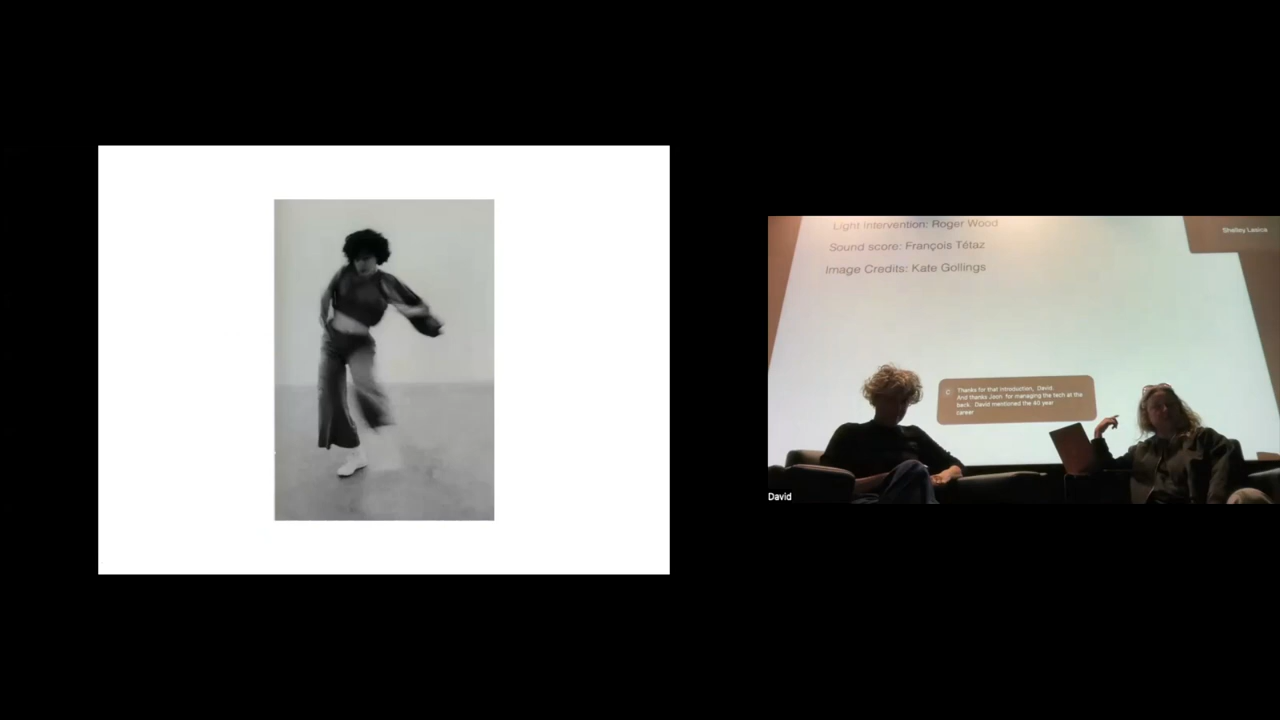 Light Intervention: Roger Wood
Sound score: François Tétaz
Image Credits: Kate Gollings
Shelley Lasica
Thanks for that introduction, David.
And thanks Jason for managing the tech at the
back. David mentioned the 40 year
career
David